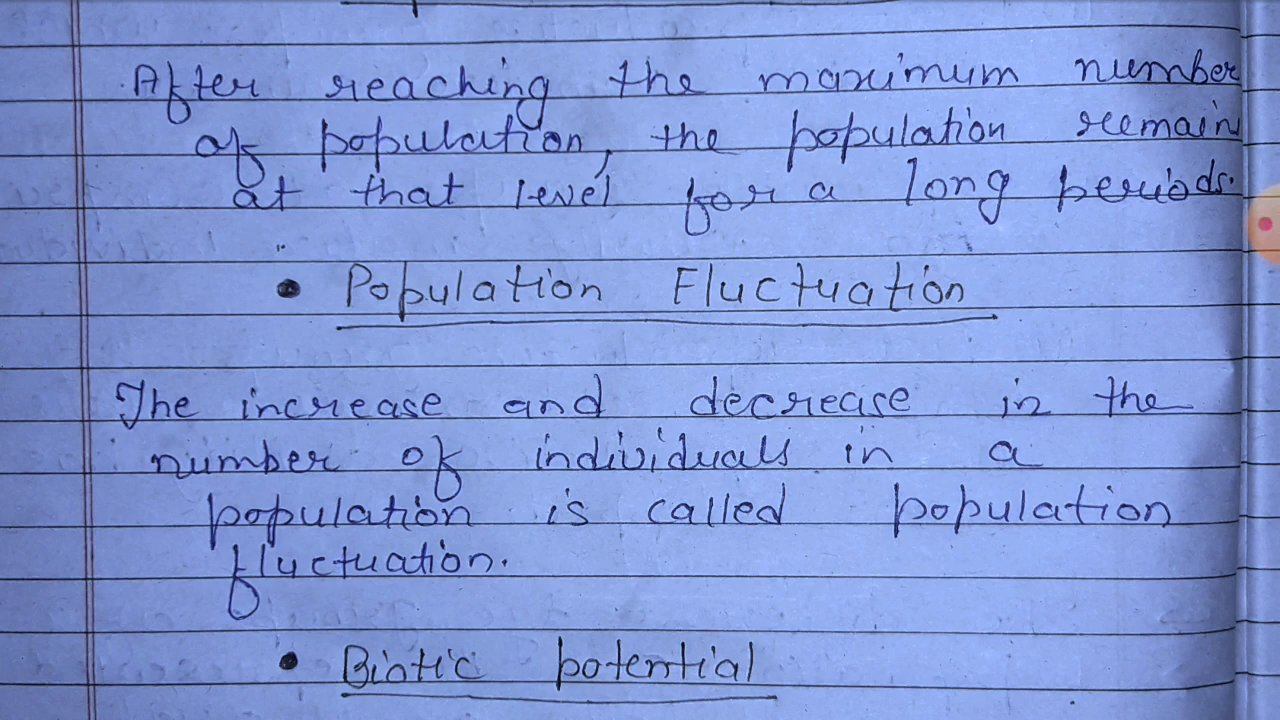 After reaching the maximum number
of population, the population remain
at that level for a long periods.
• Population Fluctuation
The increase and decrease in the
number of individuals in a
population is called population
fluctuation.
• Biotic potential